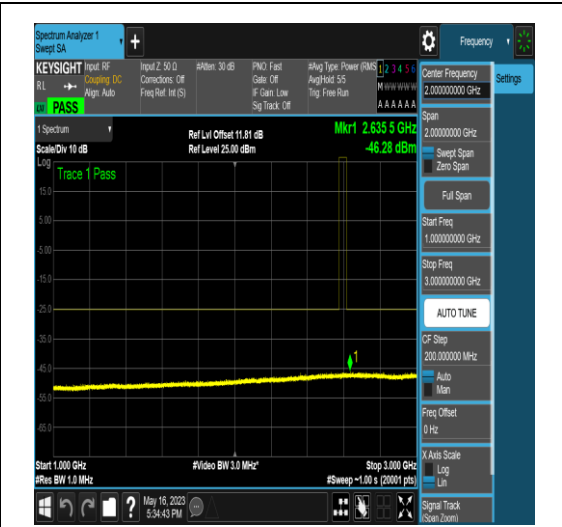 Spectrum Analyzer 1
Swept SA
+
Frequency
KEYSIGHT
RL
PASS
Input: RF
Coupling: DC
Align: Auto
Input Z: 50 Ω
Corrections: Off
Freq Ref: Int (S)
#Atten: 30 dB
PNO: Fast
Gate: Off
IF Gain: Low
Sig Track: Off
#Avg Type: Power (RMS
Avg|Hold: 5/5
Trig: Free Run
1 2 3 4 5 6
M W W W W W
A A A A A A
1 Spectrum
Scale/Div 10 dB
Ref Lvl Offset 11.81 dB
Ref Level 25.00 dBm
Mkr1 2.635 5 GHz
-46.28 dBm
Log
Trace 1 Pass
15.0
5.00
-5.00
-15.0
-25.0
-35.0
-45.0
-55.0
-65.0
1
Start 1.000 GHz
#Video BW 3.0 MHz*
Stop 3.000 GHz
#Res BW 1.0 MHz
#Sweep ~1.00 s (20001 pts)
May 16, 2023
5:34:43 PM
?
Center Frequency
2.000000000 GHz
Settings
Span
2.00000000 GHz
Swept Span
Zero Span
Full Span
Start Freq
1.000000000 GHz
Stop Freq
3.000000000 GHz
AUTO TUNE
CF Step
200.000000 MHz
Auto
Man
Freq Offset
0 Hz
X Axis Scale
Log
Lin
Signal Track
(Span Zoom)